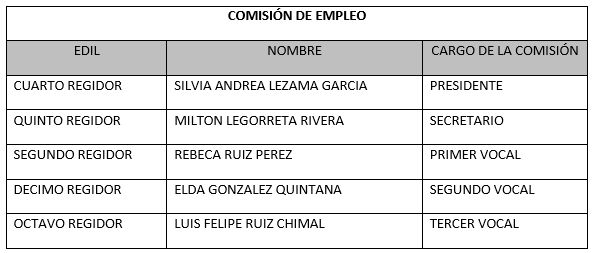 COMISIÓN DE EMPLEO
EDIL NOMBRE CARGO DE LA COMISIÓN
CUARTO REGIDOR SILVIA ANDREA LEZAMA GARCIA PRESIDENTE
QUINTO REGIDOR MILTON LEGORRETA RIVERA SECRETARIO
SEGUNDO REGIDOR REBECA RUIZ PEREZ PRIMER VOCAL
DECIMO REGIDOR ELDA GONZALEZ QUINTANA SEGUNDO VOCAL
OCTAVO REGIDOR LUIS FELIPE RUIZ CHIMAL TERCER VOCAL